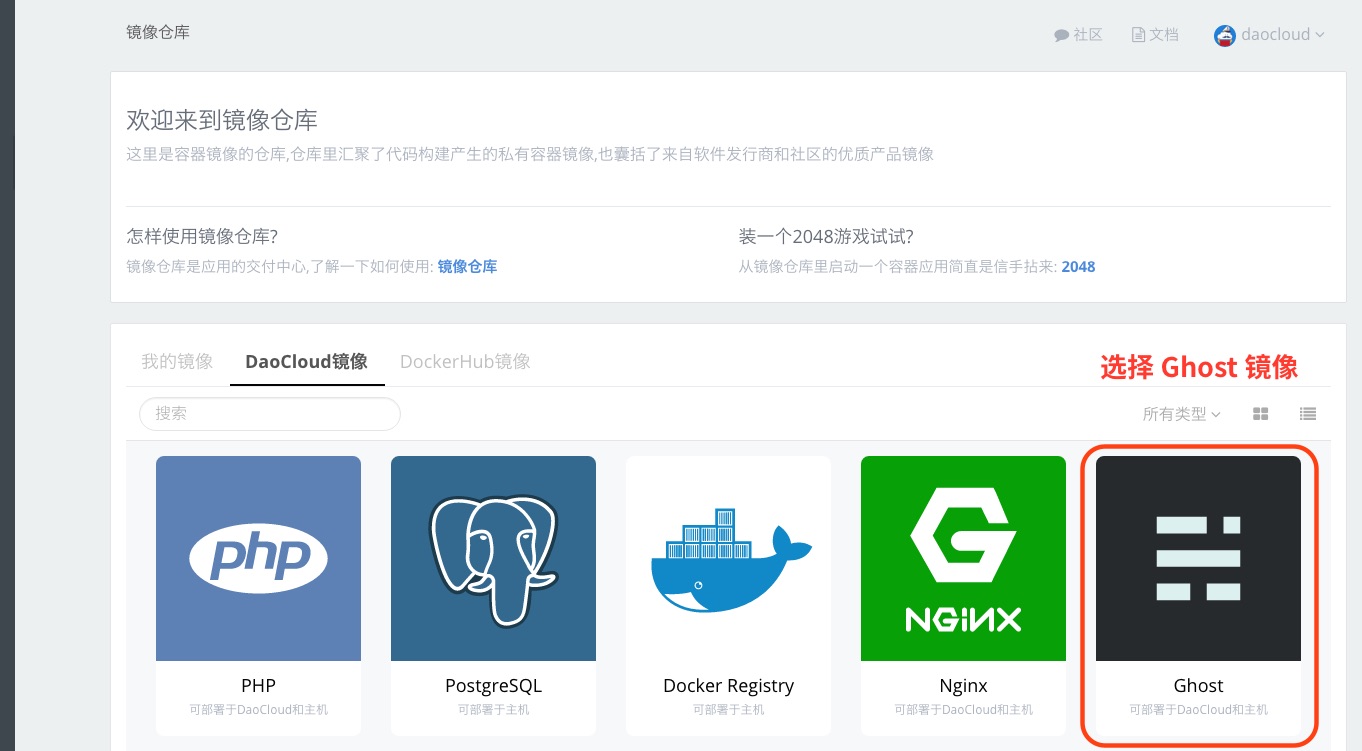 镜像仓库
社区 文档 daocloud
欢迎来到镜像仓库
这里是容器镜像的仓库,仓库里汇聚了代码构建产生的私有容器镜像,也囊括了来自软件发行商和社区的优质产品镜像
怎样使用镜像仓库?
镜像仓库是应用的交付中心,了解一下如何使用: 镜像仓库
装一个2048游戏试试?
从镜像仓库里启动一个容器应用简直是信手拈来: 2048
我的镜像 DaoCloud镜像 DockerHub镜像
选择 Ghost 镜像
搜索
所有类型
php
NGiNX
PHP
可部署于DaoCloud和主机
PostgreSQL
可部署于主机
Docker Registry
可部署于主机
Nginx
可部署于DaoCloud和主机
Ghost
可部署于DaoCloud和主机